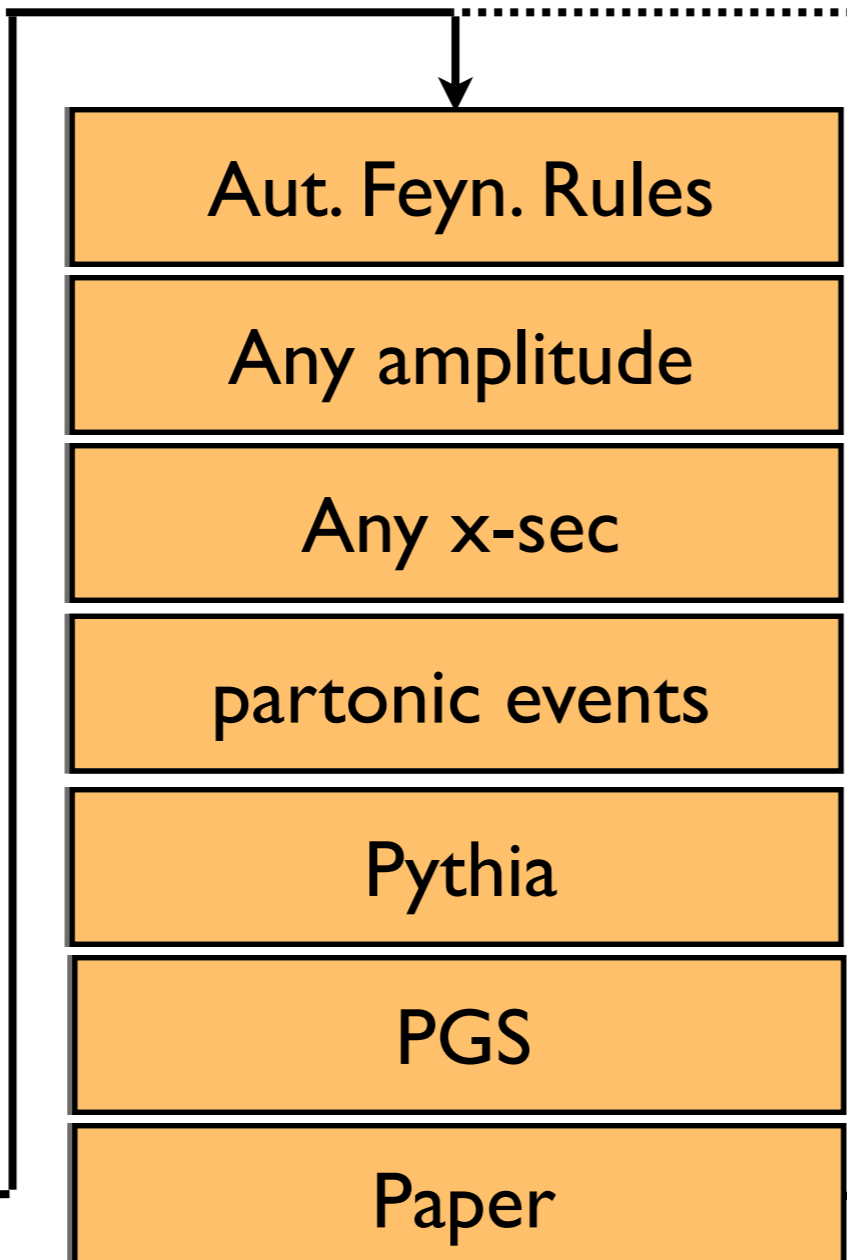 Aut. Feyn. Rules
Any amplitude
Any x-sec
partonic events
Pythia
PGS
Paper